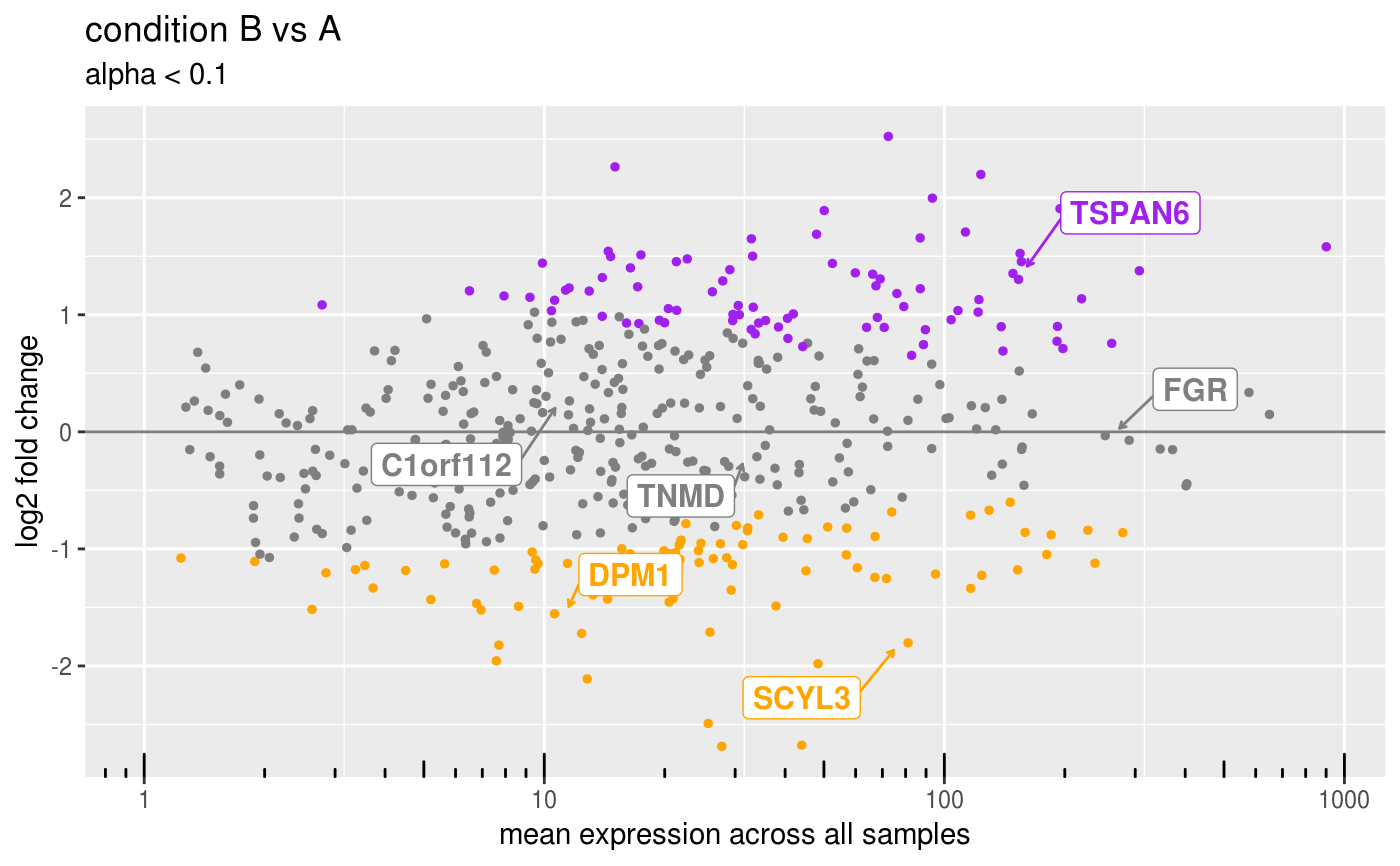 condition B vs A
alpha < 0.1
log2 fold change
2
1
0
-1
-2
TSPAN6
FGR
C1orf112
TNMD
DPM1
SCYL3
1
10
100
1000
mean expression across all samples